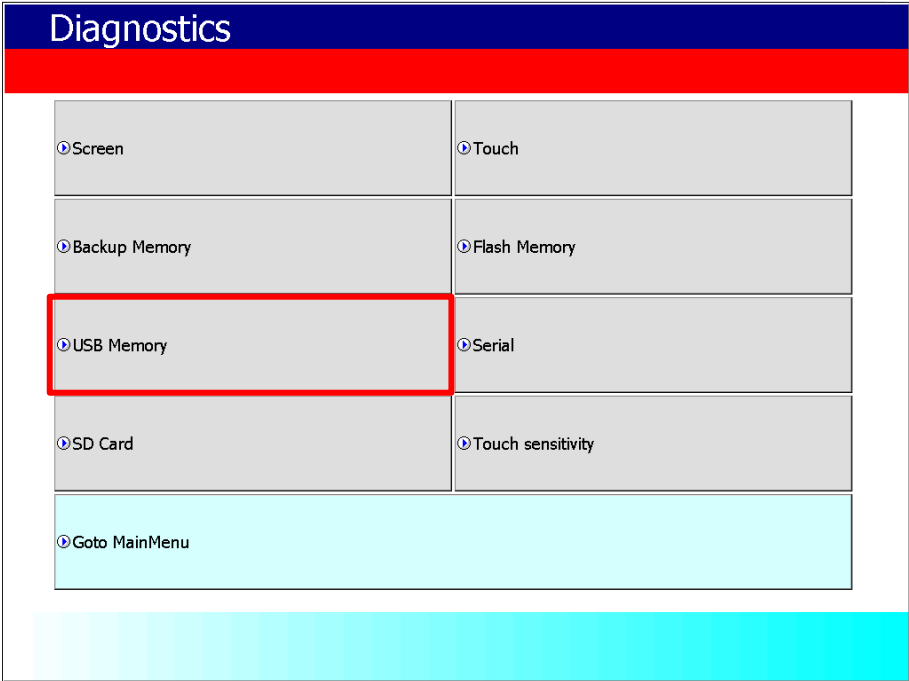 Diagnostics
Screen
Touch
Backup Memory
Flash Memory
USB Memory
Serial
SD Card
Touch sensitivity
Goto MainMenu